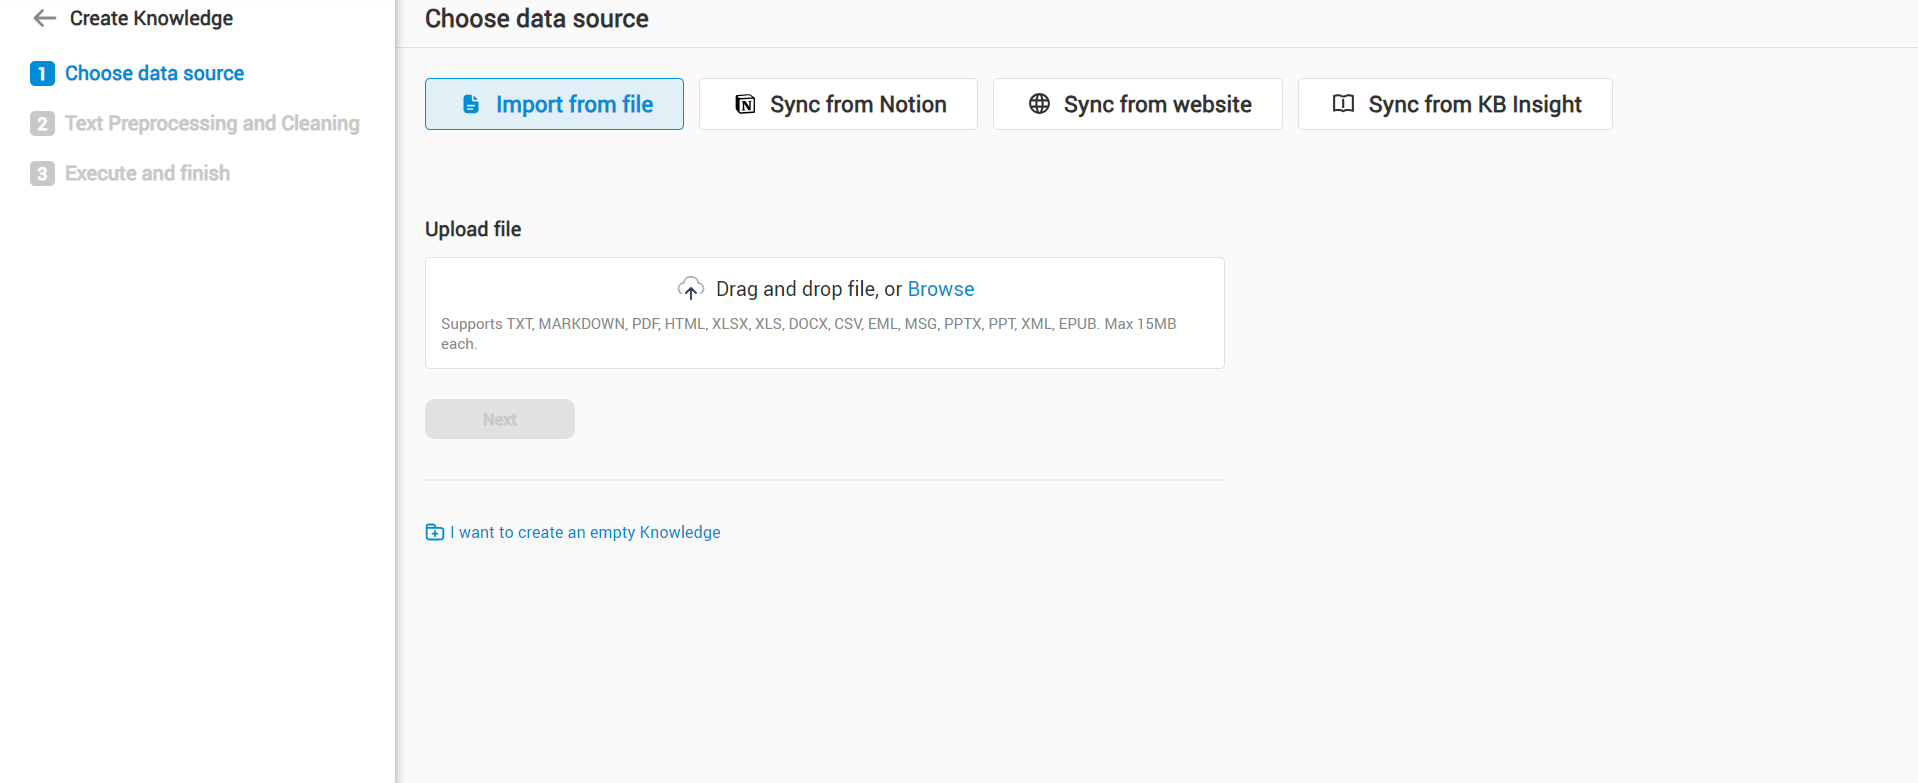 Create Knowledge
1 Choose data source
2 Text Preprocessing and Cleaning
3 Execute and finish
Choose data source
Import from file
Sync from Notion
Sync from website
Sync from KB Insight
Upload file
Drag and drop file, or Browse
Supports TXT, MARKDOWN, PDF, HTML, XLSX, XLS, DOCX, CSV, EML, MSG, PPTX, PPT, XML, EPUB. Max 15MB
each.
Next
I want to create an empty Knowledge